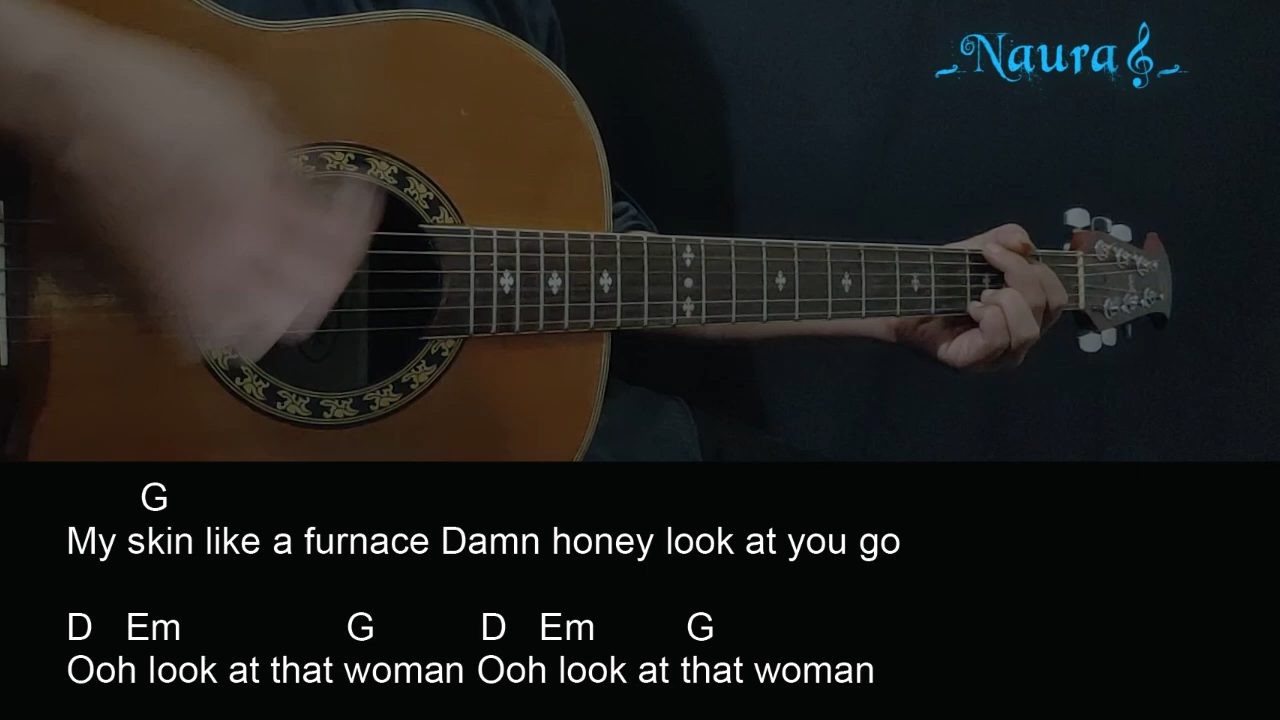 Naura
G
My skin like a furnace Damn honey look at you go
D Em G D Em G
Ooh look at that woman Ooh look at that woman